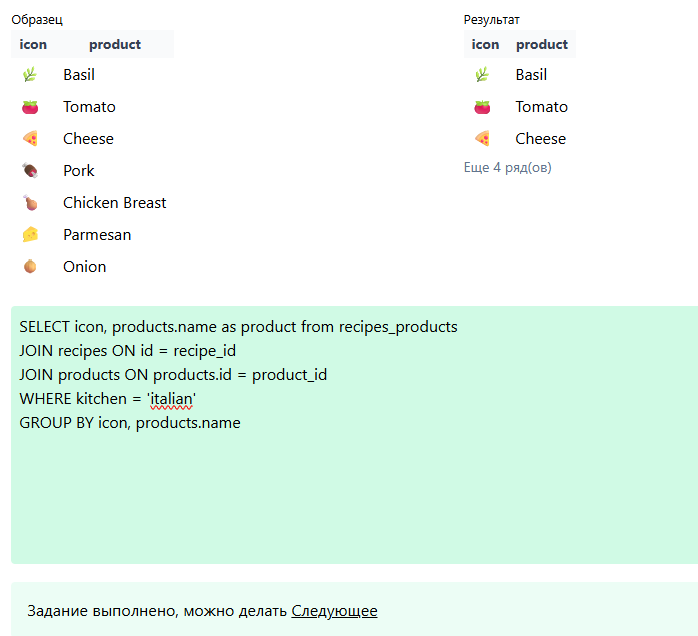 Образец
Результат
icon product
icon product
Basil
Basil
Tomato
Tomato
Cheese
Cheese
Pork
Еще 4 ряд(ов)
Chicken Breast
Parmesan
Onion
SELECT icon, products.name as product from recipes_products
JOIN recipes ON id = recipe_id
JOIN products ON products.id = product_id
WHERE kitchen = 'italian'
GROUP BY icon, products.name
Задание выполнено, можно делать Следующее